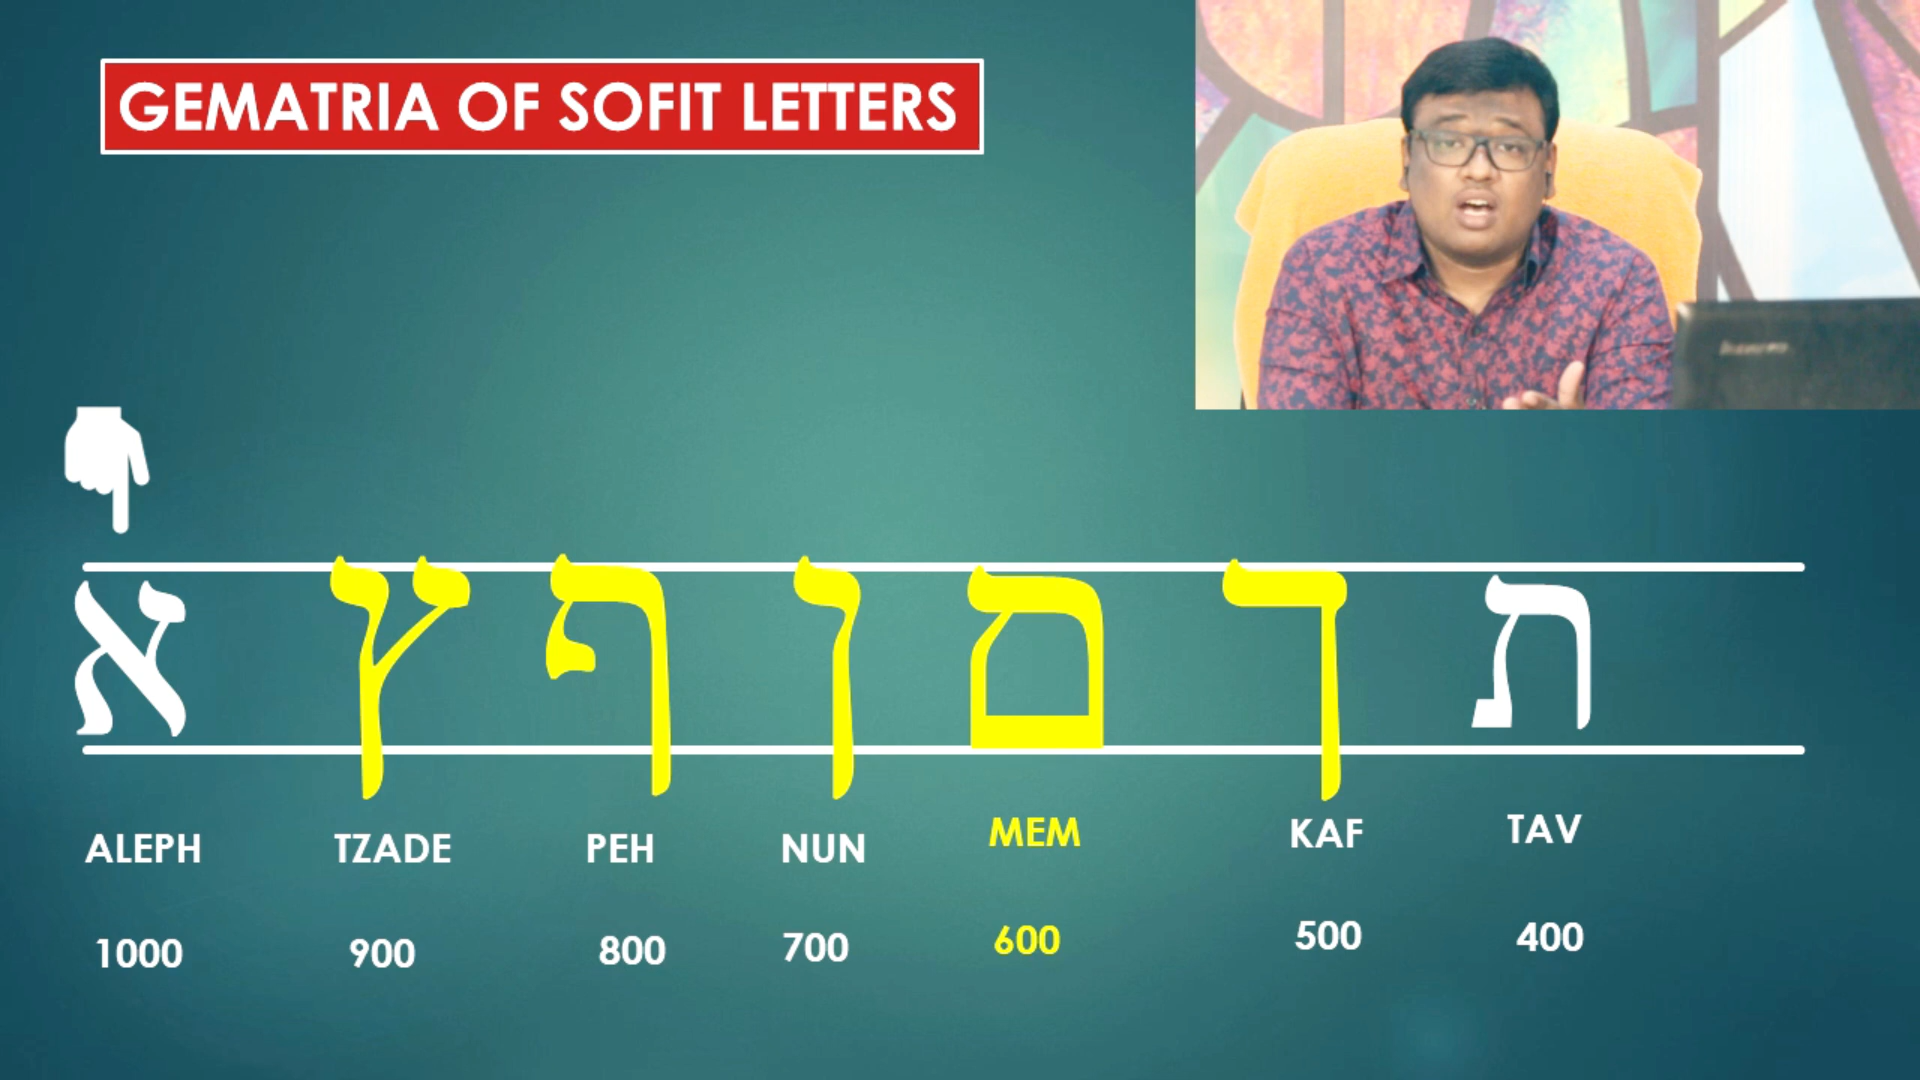 GEMATRIA OF SOFIT LETTERS
א ץ ף ן ם ך ת
ALEPH TZADE PEH NUN MEM KAF TAV
1000 900 800 700 600 500 400